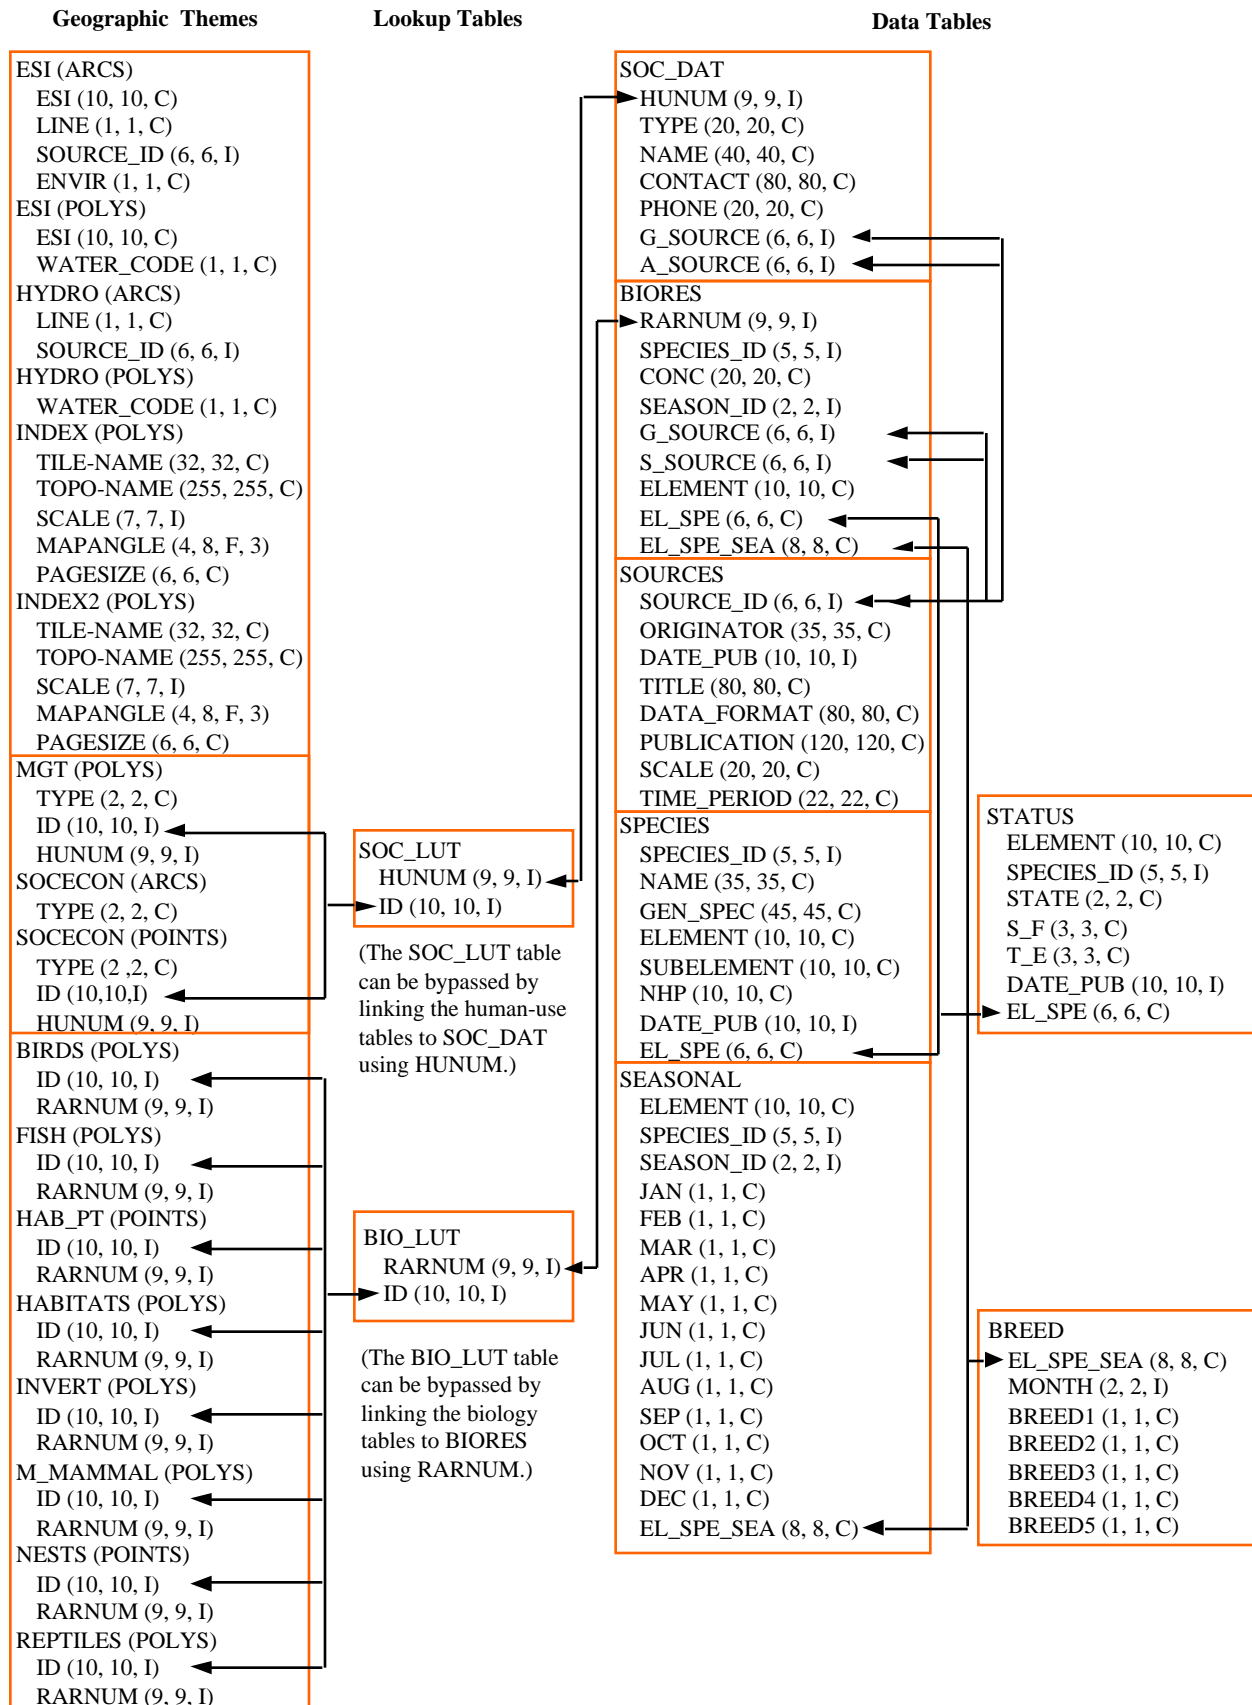 Geographic Themes
Lookup Tables
Data Tables
ESI (ARCS)
ESI (10, 10, C)
LINE (1, 1, C)
SOURCE_ID (6, 6, I)
ENVIR (1, 1, C)
ESI (POLYS)
ESI (10, 10, C)
WATER_CODE (1, 1, C)
HYDRO (ARCS)
LINE (1, 1, C)
SOURCE_ID (6, 6, I)
HYDRO (POLYS)
WATER_CODE (1, 1, C)
INDEX (POLYS)
TILE-NAME (32, 32, C)
TOPO-NAME (255, 255, C)
SCALE (7, 7, I)
MAPANGLE (4, 8, F, 3)
PAGESIZE (6, 6, C)
INDEX2 (POLYS)
TILE-NAME (32, 32, C)
TOPO-NAME (255, 255, C)
SCALE (7, 7, I)
MAPANGLE (4, 8, F, 3)
PAGESIZE (6, 6, C)
MGT (POLYS)
TYPE (2, 2, C)
ID (10, 10, I)
HUNUM (9, 9, I)
SOCECON (ARCS)
TYPE (2, 2, C)
SOCECON (POINTS)
TYPE (2 ,2, C)
ID (10,10,I)
HUNUM (9, 9, I)
BIRDS (POLYS)
ID (10, 10, I)
RARNUM (9, 9, I)
FISH (POLYS)
ID (10, 10, I)
RARNUM (9, 9, I)
HAB_PT (POINTS)
ID (10, 10, I)
RARNUM (9, 9, I)
HABITATS (POLYS)
ID (10, 10, I)
RARNUM (9, 9, I)
INVERT (POLYS)
ID (10, 10, I)
RARNUM (9, 9, I)
M_MAMMAL (POLYS)
ID (10, 10, I)
RARNUM (9, 9, I)
NESTS (POINTS)
ID (10, 10, I)
RARNUM (9, 9, I)
REPTILES (POLYS)
ID (10, 10, I)
RARNUM (9, 9, I)
SOC_LUT
HUNUM (9, 9, I)
ID (10, 10, I)
(The SOC_LUT table
can be bypassed by
linking the human-use
tables to SOC_DAT
using HUNUM.)
BIO_LUT
RARNUM (9, 9, I)
ID (10, 10, I)
(The BIO_LUT table
can be bypassed by
linking the biology
tables to BIORES
using RARNUM.)
SOC_DAT
HUNUM (9, 9, I)
TYPE (20, 20, C)
NAME (40, 40, C)
CONTACT (80, 80, C)
PHONE (20, 20, C)
G_SOURCE (6, 6, I)
A_SOURCE (6, 6, I)
BIORES
RARNUM (9, 9, I)
SPECIES_ID (5, 5, I)
CONC (20, 20, C)
SEASON_ID (2, 2, I)
G_SOURCE (6, 6, I)
S_SOURCE (6, 6, I)
ELEMENT (10, 10, C)
EL_SPE (6, 6, C)
EL_SPE_SEA (8, 8, C)
SOURCES
SOURCE_ID (6, 6, I)
ORIGINATOR (35, 35, C)
DATE_PUB (10, 10, I)
TITLE (80, 80, C)
DATA_FORMAT (80, 80, C)
PUBLICATION (120, 120, C)
SCALE (20, 20, C)
TIME_PERIOD (22, 22, C)
SPECIES
SPECIES_ID (5, 5, I)
NAME (35, 35, C)
GEN_SPEC (45, 45, C)
ELEMENT (10, 10, C)
SUBELEMENT (10, 10, C)
NHP (10, 10, C)
DATE_PUB (10, 10, I)
EL_SPE (6, 6, C)
SEASONAL
ELEMENT (10, 10, C)
SPECIES_ID (5, 5, I)
SEASON_ID (2, 2, I)
JAN (1, 1, C)
FEB (1, 1, C)
MAR (1, 1, C)
APR (1, 1, C)
MAY (1, 1, C)
JUN (1, 1, C)
JUL (1, 1, C)
AUG (1, 1, C)
SEP (1, 1, C)
OCT (1, 1, C)
NOV (1, 1, C)
DEC (1, 1, C)
EL_SPE_SEA (8, 8, C)
STATUS
ELEMENT (10, 10, C)
SPECIES_ID (5, 5, I)
STATE (2, 2, C)
S_F (3, 3, C)
T_E (3, 3, C)
DATE_PUB (10, 10, I)
EL_SPE (6, 6, C)
BREED
EL_SPE_SEA (8, 8, C)
MONTH (2, 2, I)
BREED1 (1, 1, C)
BREED2 (1, 1, C)
BREED3 (1, 1, C)
BREED4 (1, 1, C)
BREED5 (1, 1, C)